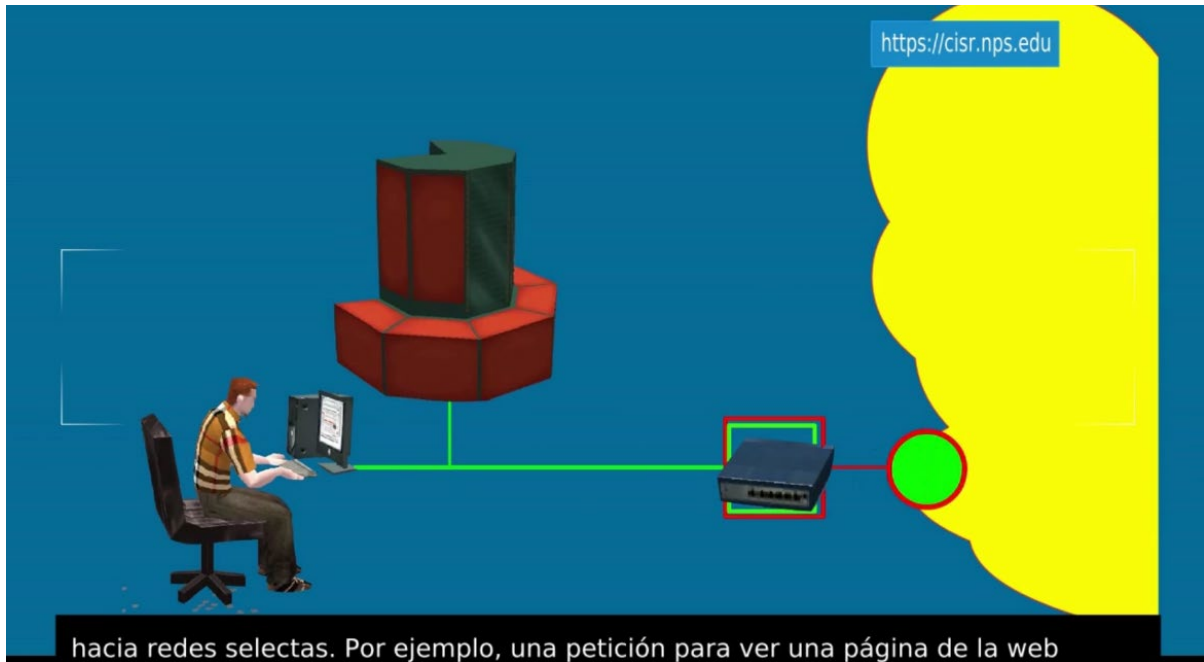 https://cisr.nps.edu
hacia redes selectas. Por ejemplo, una petición para ver una página de la web